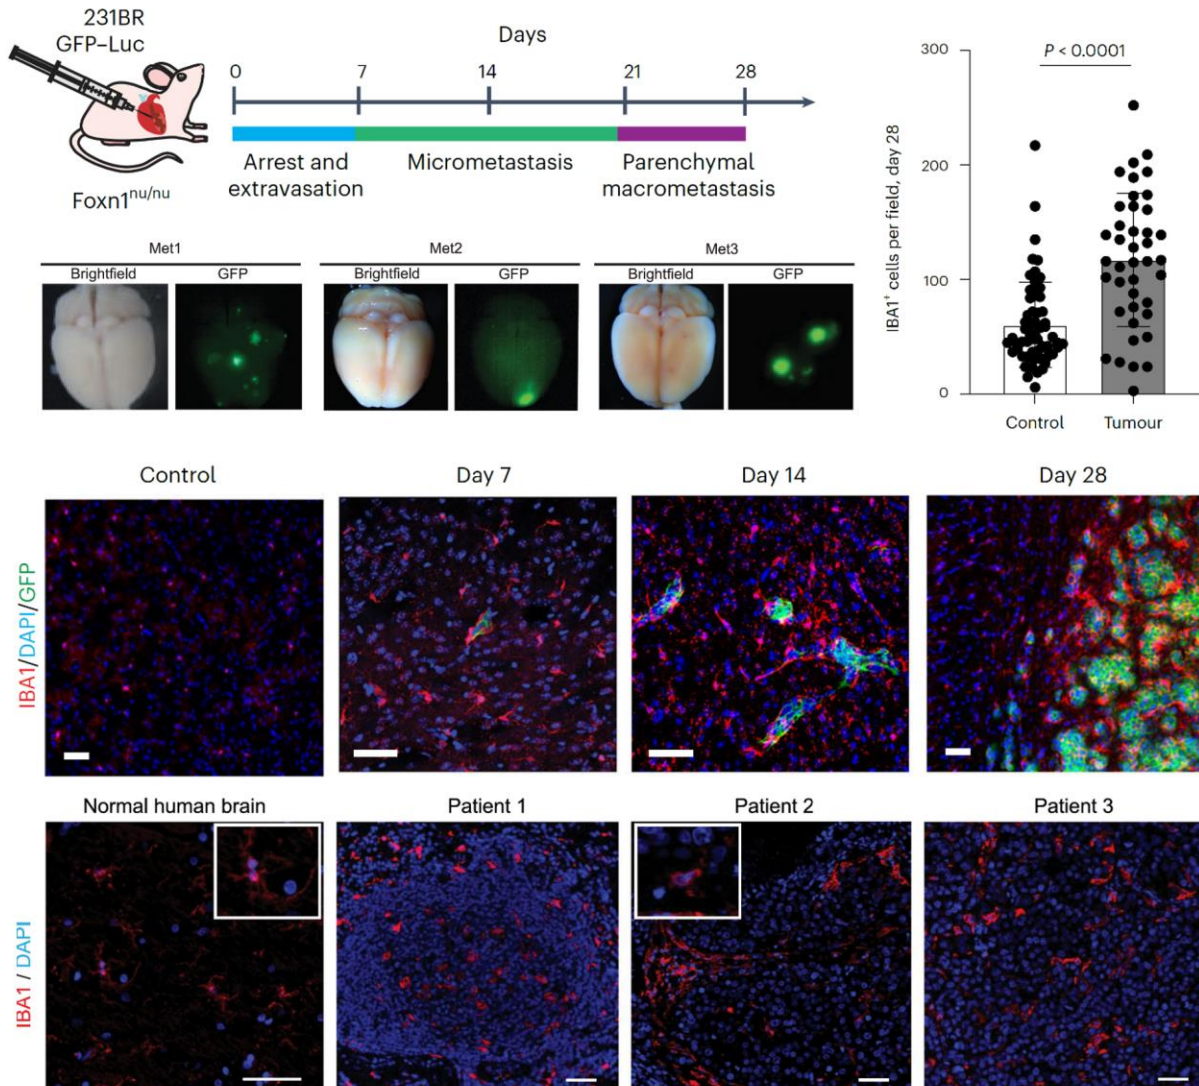 231BR
GFP–Luc
Foxn1nu/nu
Days
0 7 14 21 28
Arrest and
extravasation
Micrometastasis
Parenchymal
macrometastasis
P < 0.0001
IBA1+ cells per field, day 28
300
200
100
0
Control Tumour
Met1 Met2 Met3
Brightfield GFP Brightfield GFP Brightfield GFP
Control Day 7 Day 14 Day 28
IBA1/DAPI/GFP
Normal human brain Patient 1 Patient 2 Patient 3
IBA1 / DAPI